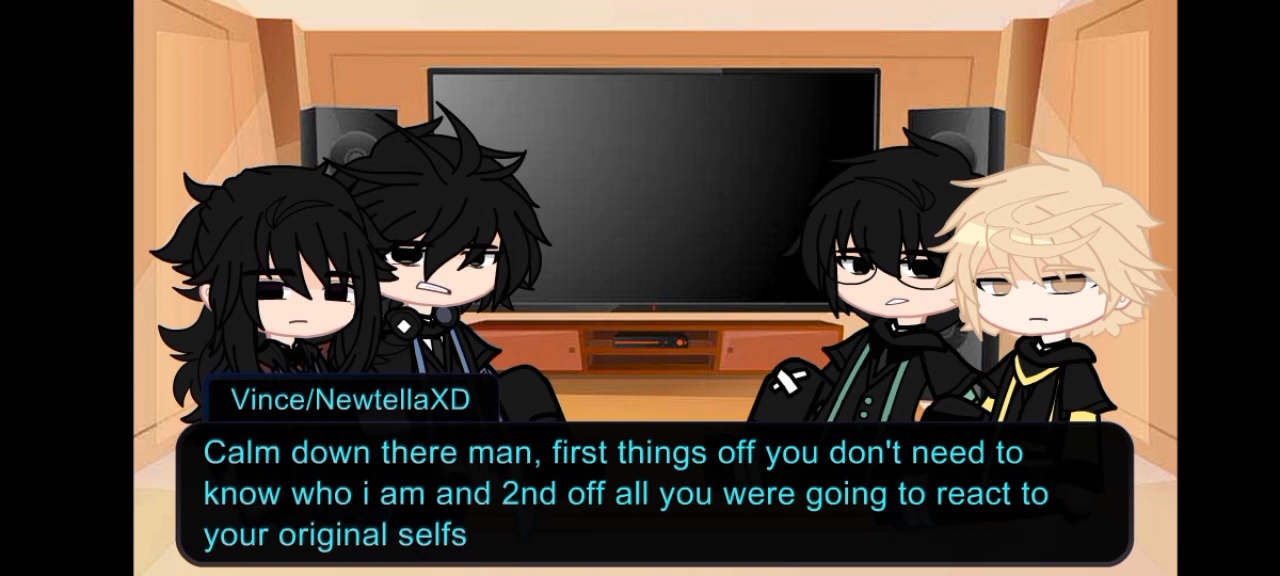 Vince/NewtellaXD
Calm down there man, first things off you don't need to
know who i am and 2nd off all you were going to react to
your original selfs